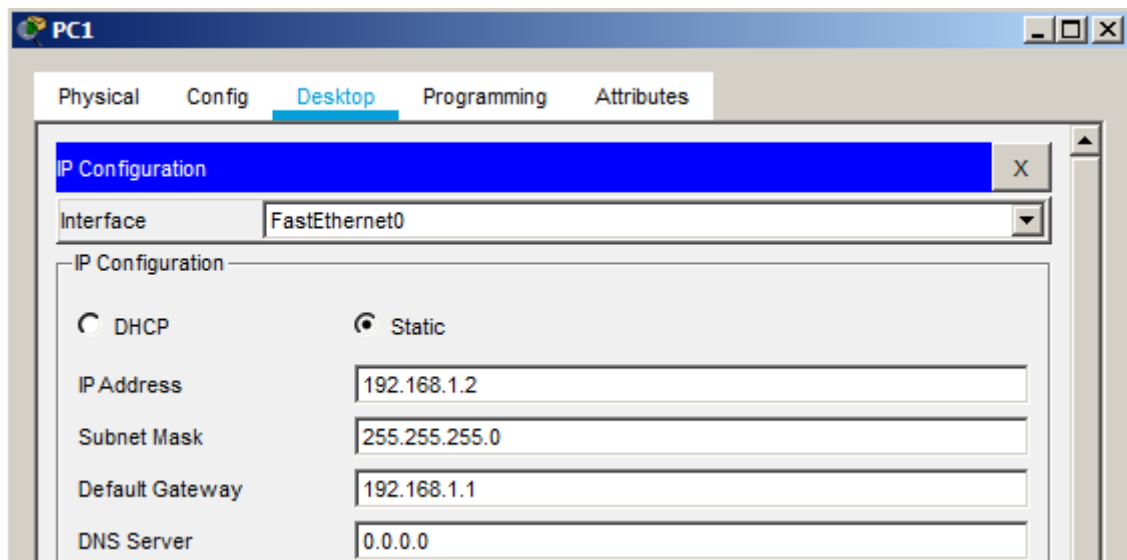 PC1
Physical Config Desktop Programming Attributes
IP Configuration X
Interface FastEthernet0
IP Configuration
DHCP Static
IP Address 192.168.1.2
Subnet Mask 255.255.255.0
Default Gateway 192.168.1.1
DNS Server 0.0.0.0